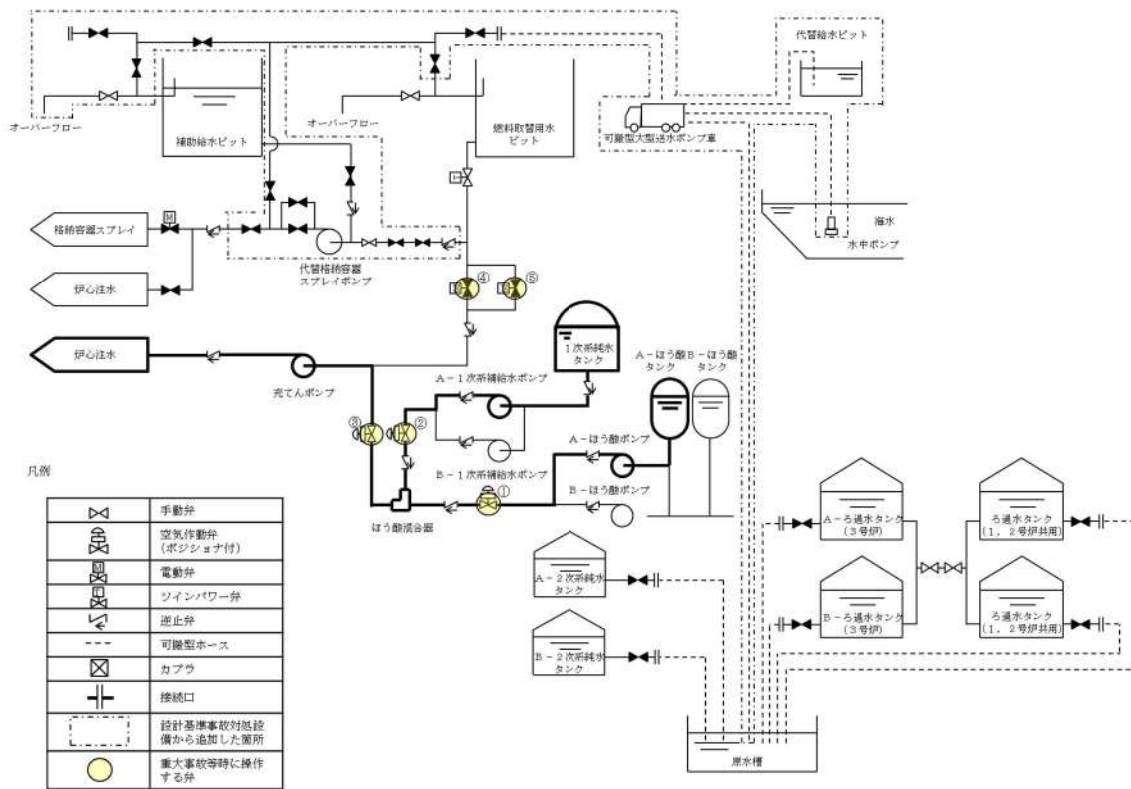 代替給水ピット
オーバーフロー
補助給水ピット
オーバーフロー
燃料取替用水
ピット
可搬型大型送水ポンプ車
海水
水中ポンプ
M
格納容器スプレイ
代替格納容器
スプレイポンプ
炉心注水
④
⑤
炉心注水
充てんポンプ
1次系純水
タンク
A-ほう酸
タンク
B-ほう酸
タンク
A-1次系補給水ポンプ
③
②
A-ほう酸ポンプ
B-1次系補給水ポンプ
①
B-ほう酸ポンプ
ほう酸混合器
A-2次系純水
タンク
B-2次系純水
タンク
A-ろ過水タンク
(3号炉)
ろ過水タンク
(1,2号炉共用)
B-ろ過水タンク
(3号炉)
ろ過水タンク
(1,2号炉共用)
原水槽
凡例
手動弁
空気作動弁
(ポジショナ付)
M
電動弁
T
ツインパワー弁
逆止弁
可搬型ホース
カプラ
接続口
設計基準事故対処設
備から追加した箇所
重大事故等時に操作
する弁